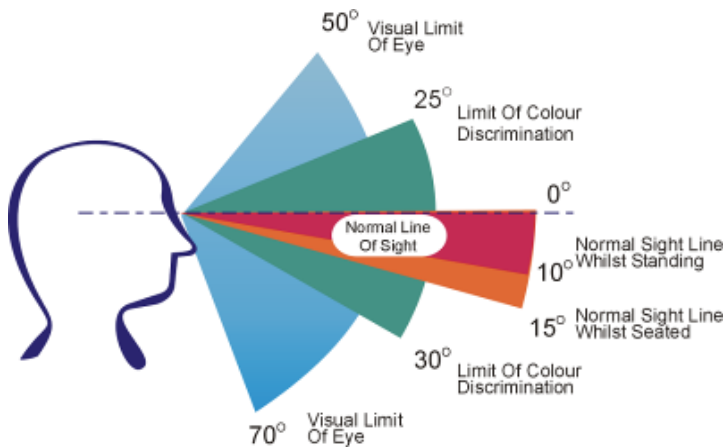 50°
Visual Limit
Of Eye
25°
Limit Of Colour
Discrimination
0°
Normal Line
Of Sight
10°
Normal Sight Line
Whilst Standing
15°
Normal Sight Line
Whilst Seated
30°
Limit Of Colour
Discrimination
70°
Visual Limit
Of Eye